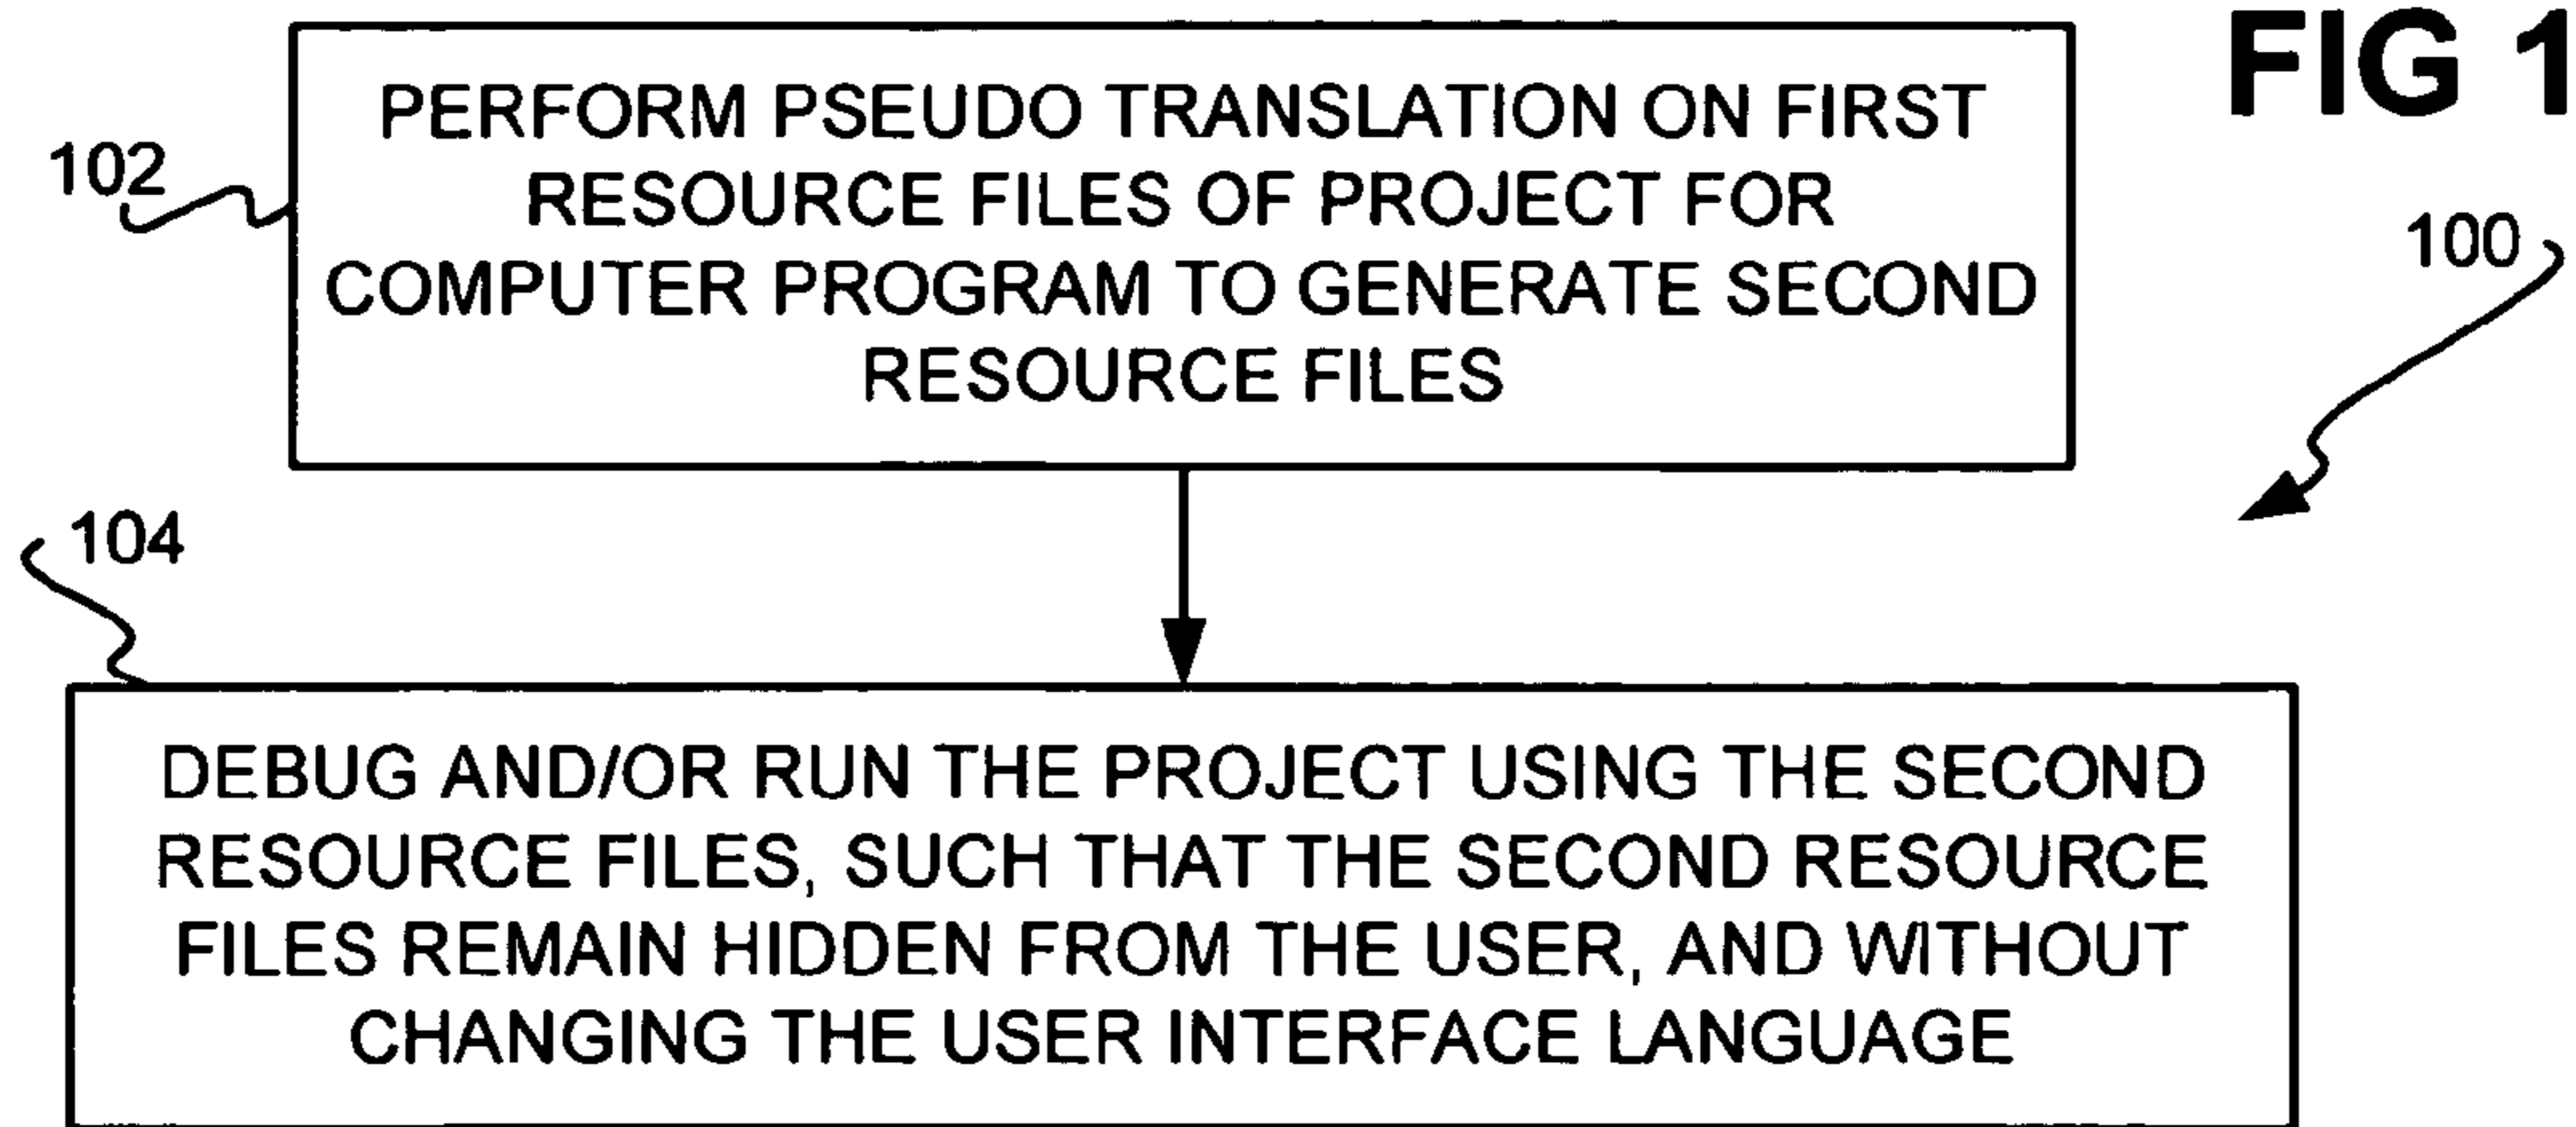 FIG 1
PERFORM PSEUDO TRANSLATION ON FIRST
RESOURCE FILES OF PROJECT FOR
COMPUTER PROGRAM TO GENERATE SECOND
RESOURCE FILES
102
100
104
DEBUG AND/OR RUN THE PROJECT USING THE SECOND
RESOURCE FILES, SUCH THAT THE SECOND RESOURCE
FILES REMAIN HIDDEN FROM THE USER, AND WITHOUT
CHANGING THE USER INTERFACE LANGUAGE